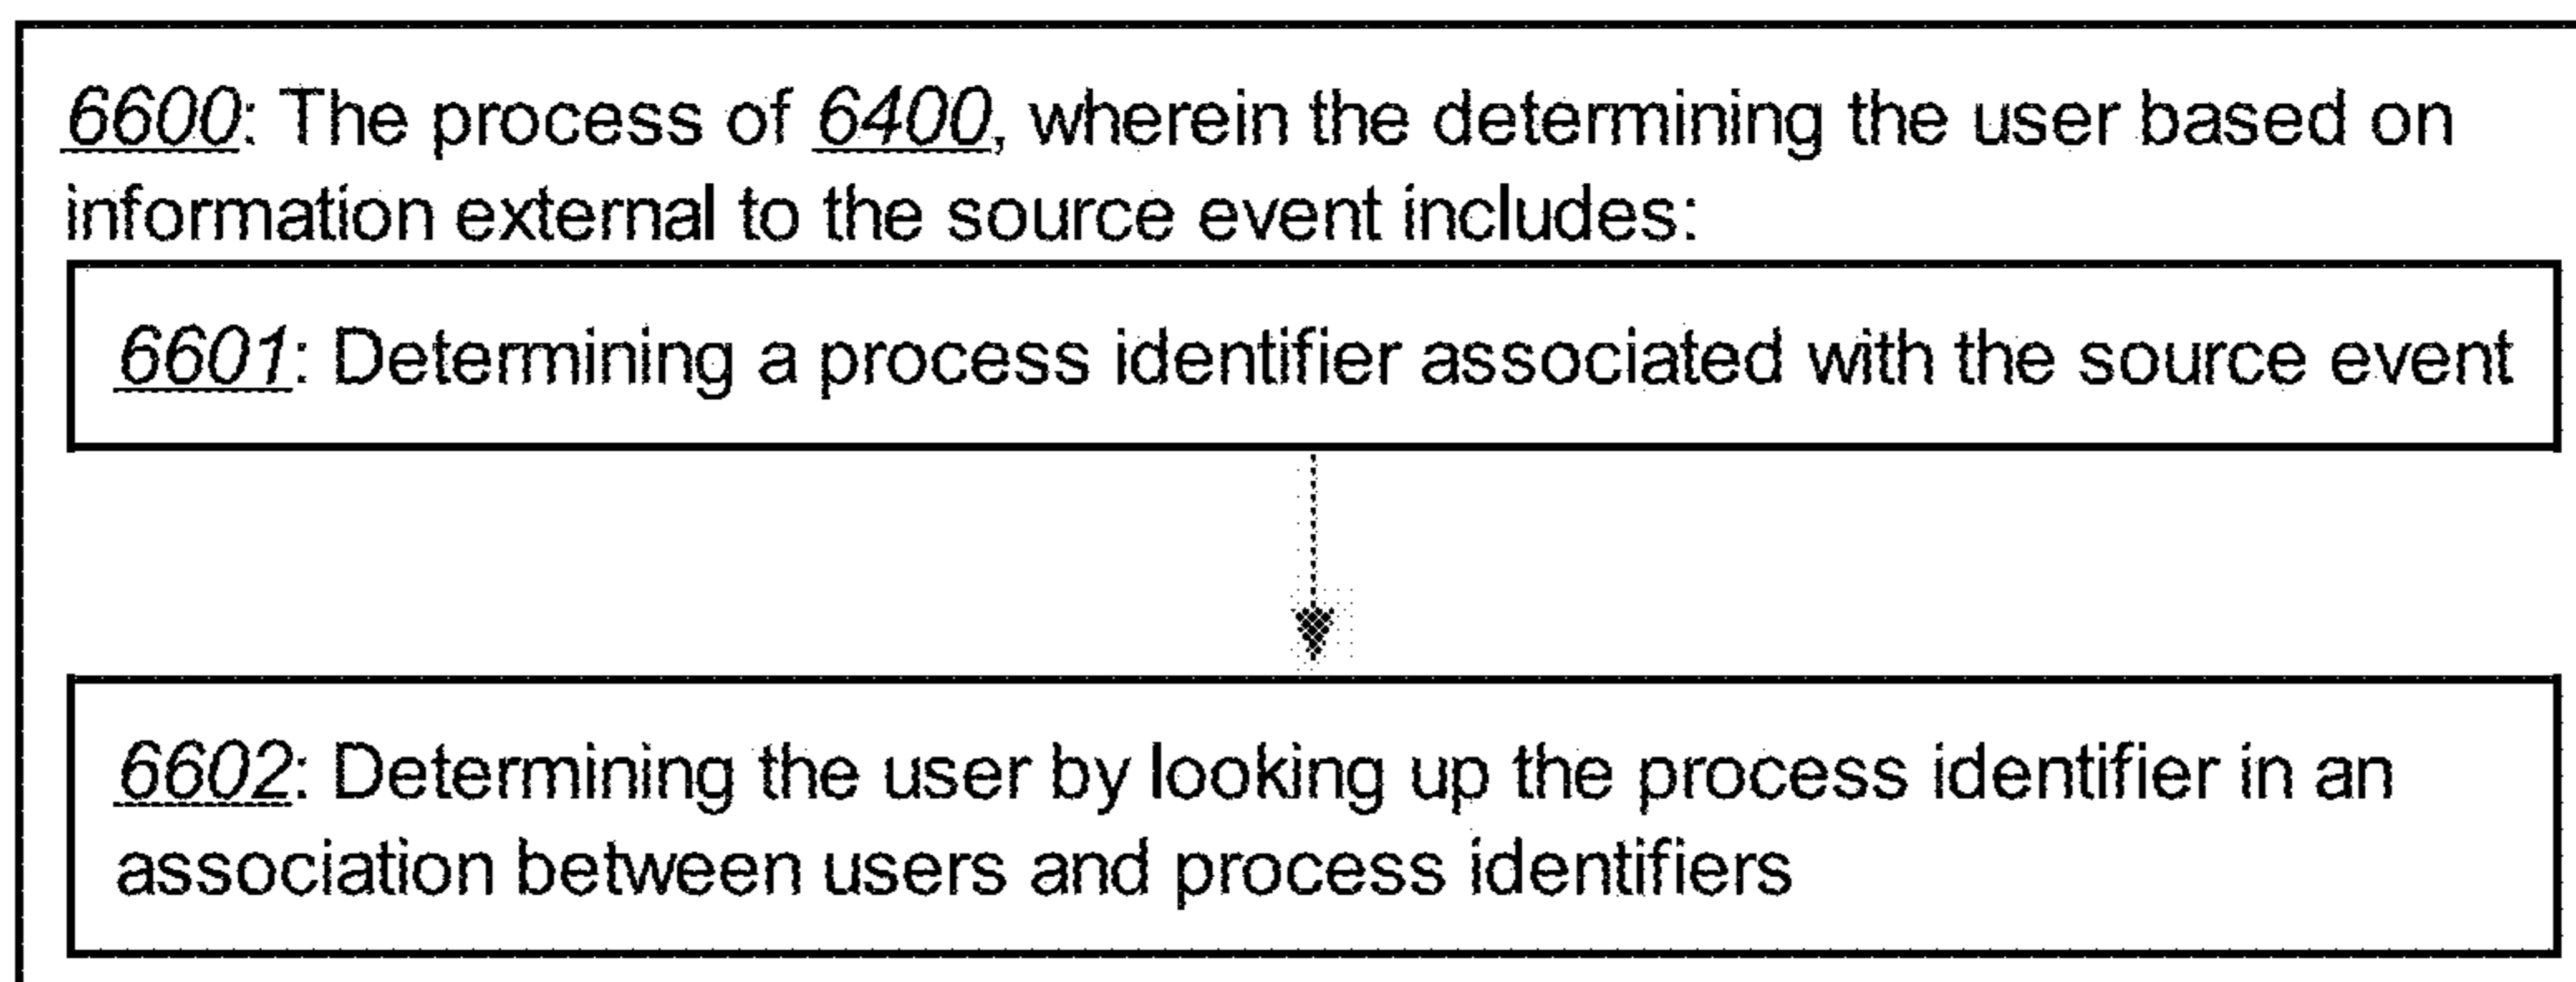 6600: The process of 6400, wherein the determining the user based on
information external to the source event includes:
6601: Determining a process identifier associated with the source event
6602: Determining the user by looking up the process identifier in an
association between users and process identifiers